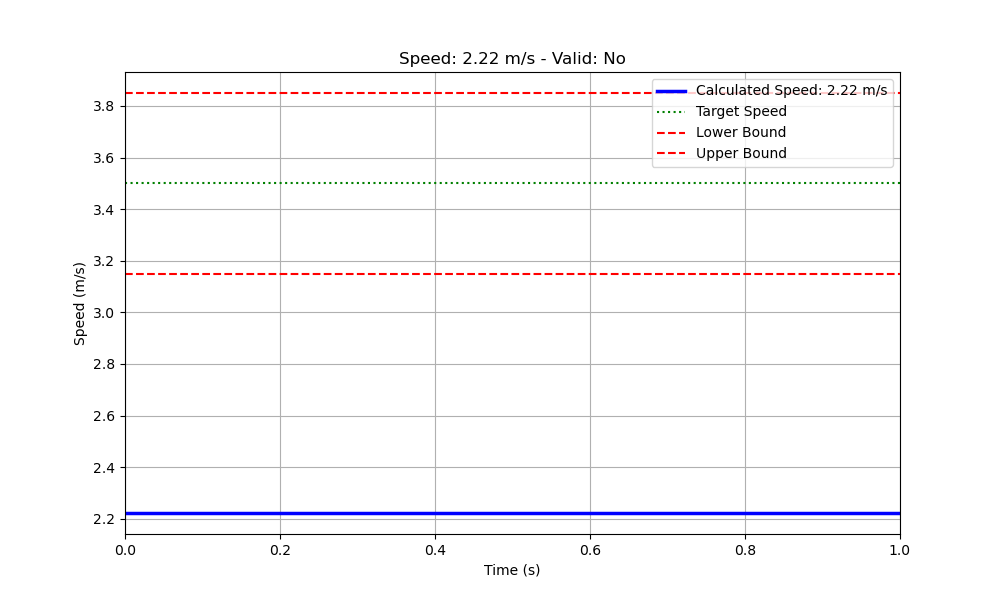 Speed: 2.22 m/s - Valid: No
Calculated Speed: 2.22 m/s
Target Speed
Lower Bound
Upper Bound
Speed (m/s)
3.8
3.6
3.4
3.2
3.0
2.8
2.6
2.4
2.2
0.0 0.2 0.4 0.6 0.8 1.0
Time (s)